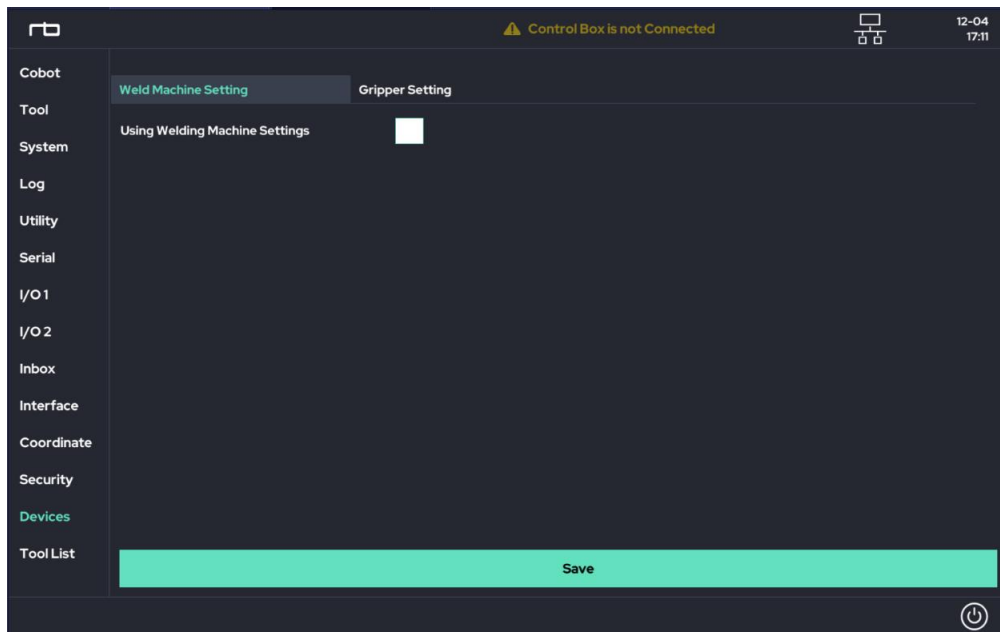 rb
Control Box is not Connected
12-04
17:11
Cobot
Tool
System
Log
Utility
Serial
I/O 1
I/O 2
Inbox
Interface
Coordinate
Security
Devices
Tool List
Weld Machine Setting
Gripper Setting
Using Welding Machine Settings
Save